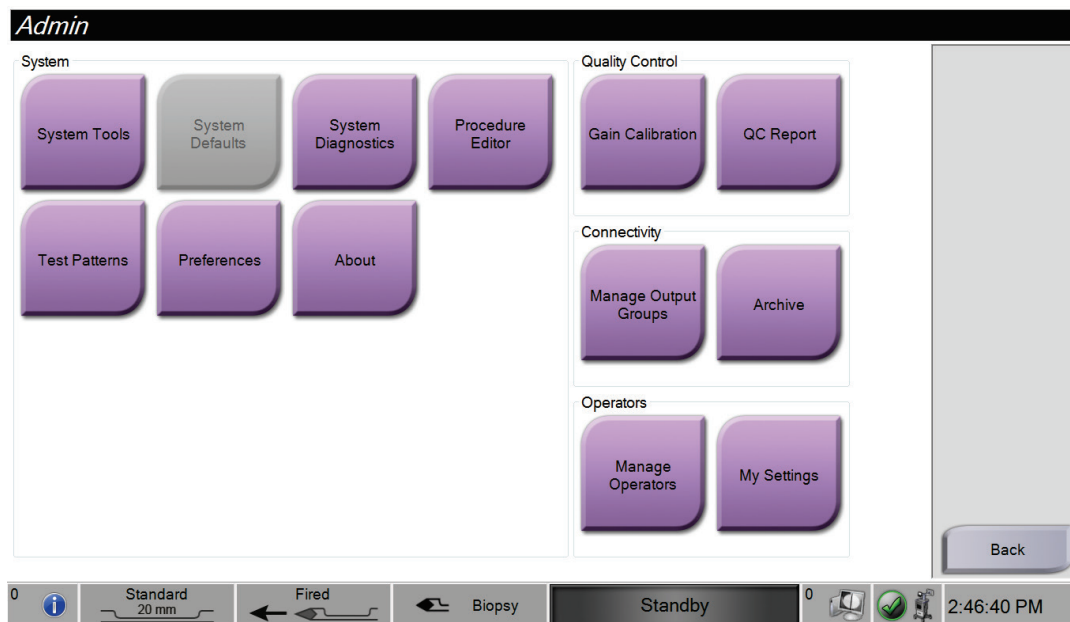 Admin
System
System Tools
System
Defaults
System
Diagnostics
Procedure
Editor
Test Patterns
Preferences
About
Quality Control
Gain Calibration
QC Report
Connectivity
Manage Output
Groups
Archive
Operators
Manage
Operators
My Settings
Back
0
i
Standard
20 mm
Fired
Biopsy
Standby
0
2:46:40 PM